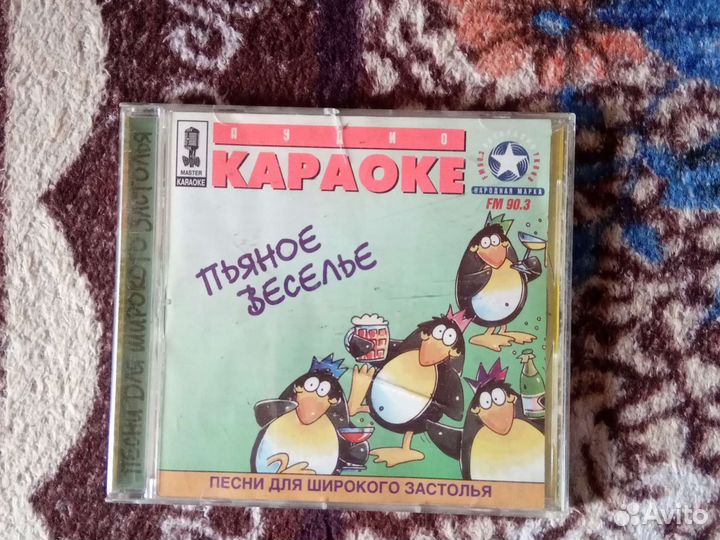 АУДИО
КАРАОКЕ
MASTER
KARAOKE
НАРОДНАЯ МАРКА
FM 90.3
ПЬЯНОЕ
ВЕСЕЛЬЕ
ПЕСНИ ДЛЯ ШИРОКОГО ЗАСТОЛЬЯ
ПЕСНИ ДЛЯ ШИРОКОГО ЗАСТОЛЬЯ
Avito